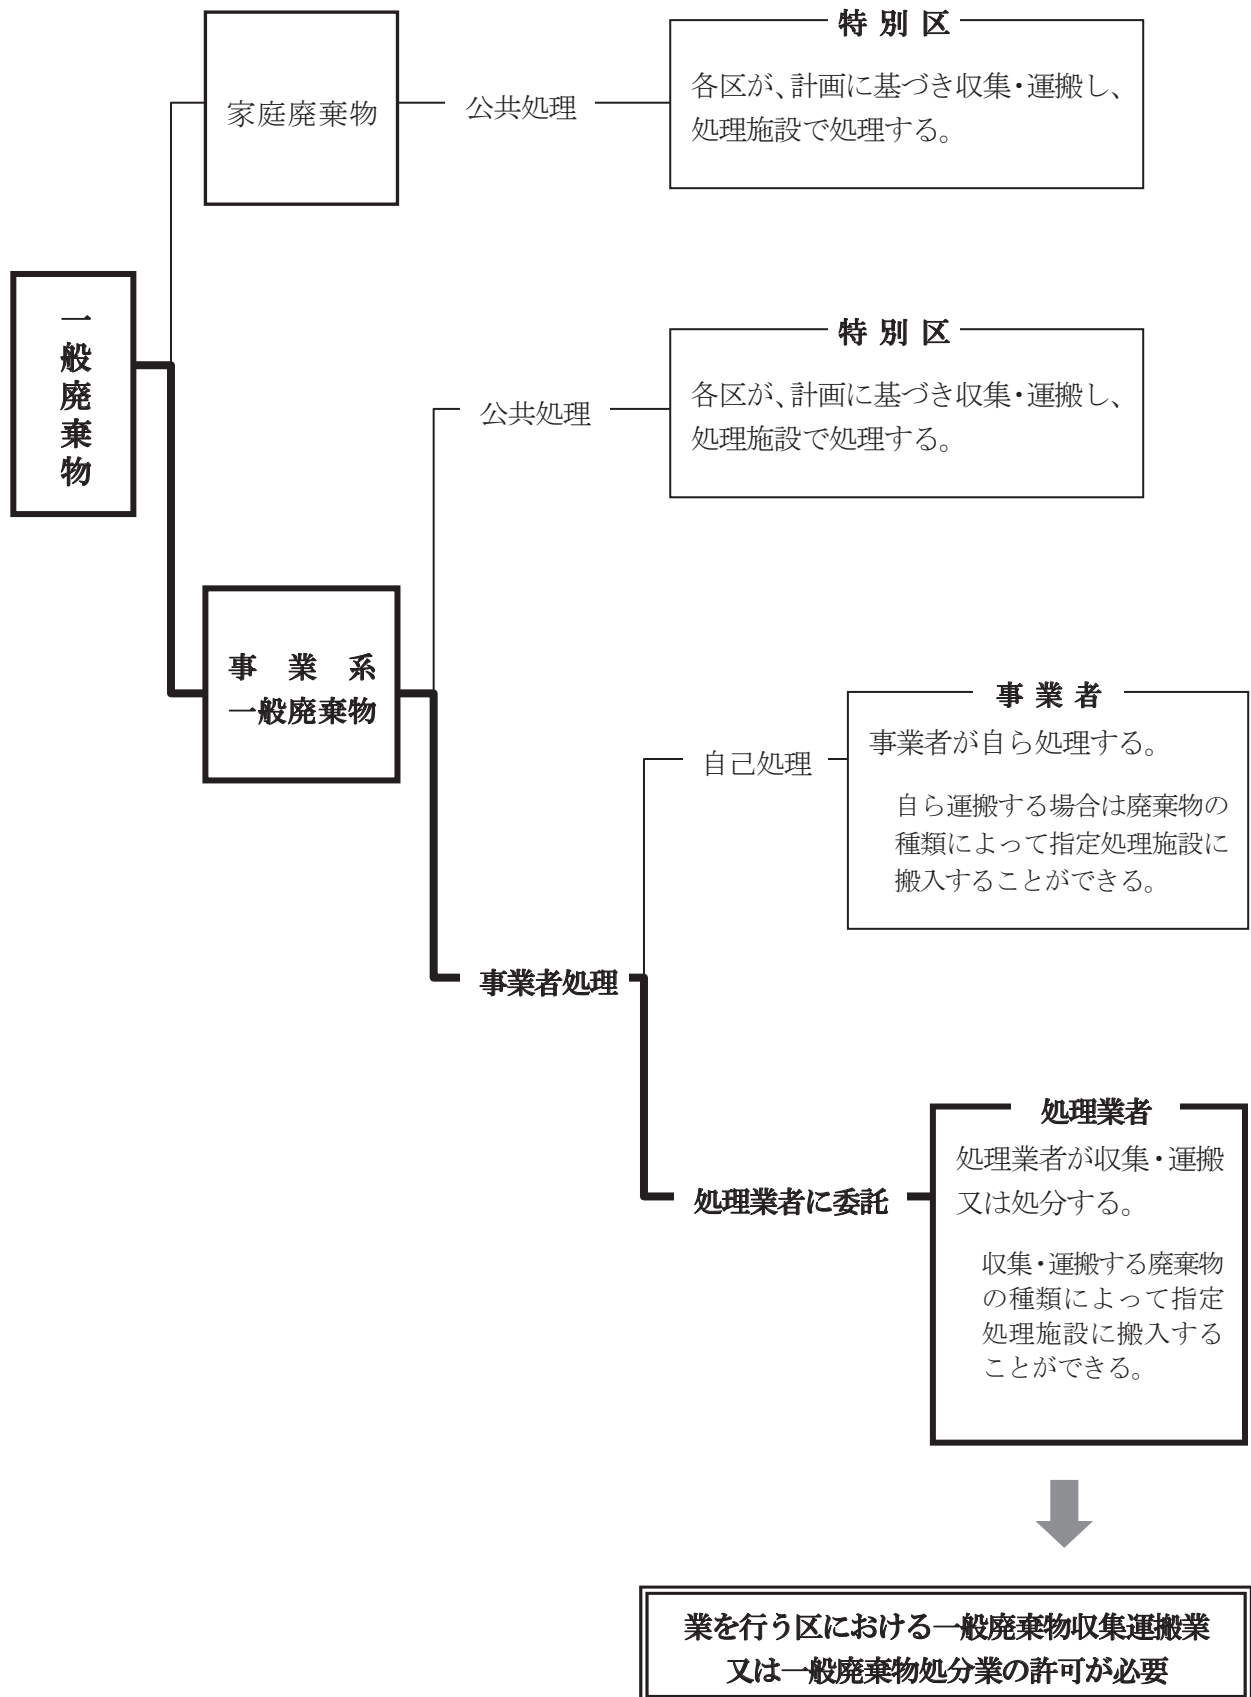 特別区
各区が、計画に基づき収集・運搬し、
処理施設で処理する。
家庭廃棄物
公共処理
一般廃棄物
特別区
各区が、計画に基づき収集・運搬し、
処理施設で処理する。
公共処理
事業系
一般廃棄物
事業者
事業者が自ら処理する。
自ら運搬する場合は廃棄物の
種類によって指定処理施設に
搬入することができる。
自己処理
事業者処理
処理業者
処理業者が収集・運搬
又は処分する。
収集・運搬する廃棄物
の種類によって指定
処理施設に搬入する
ことができる。
処理業者に委託
業を行う区における一般廃棄物収集運搬業
又は一般廃棄物処分業の許可が必要